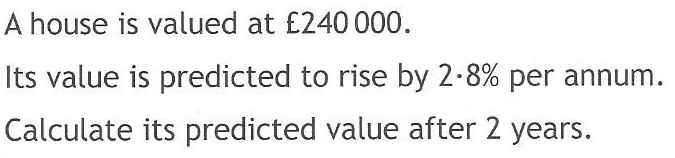 A house is valued at £240 000.
Its value is predicted to rise by 2·8% per annum.
Calculate its predicted value after 2 years.